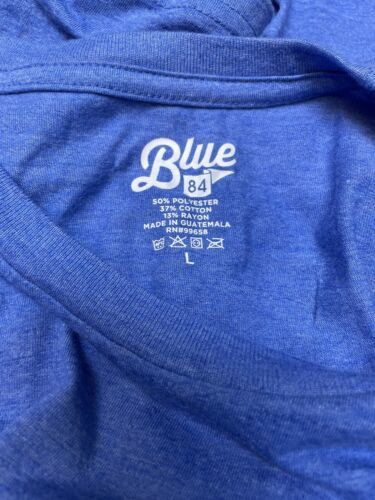 Blue
84
50% POLYESTER
37% COTTON
13% RAYON
MADE IN GUATEMALA
RN#99658
L